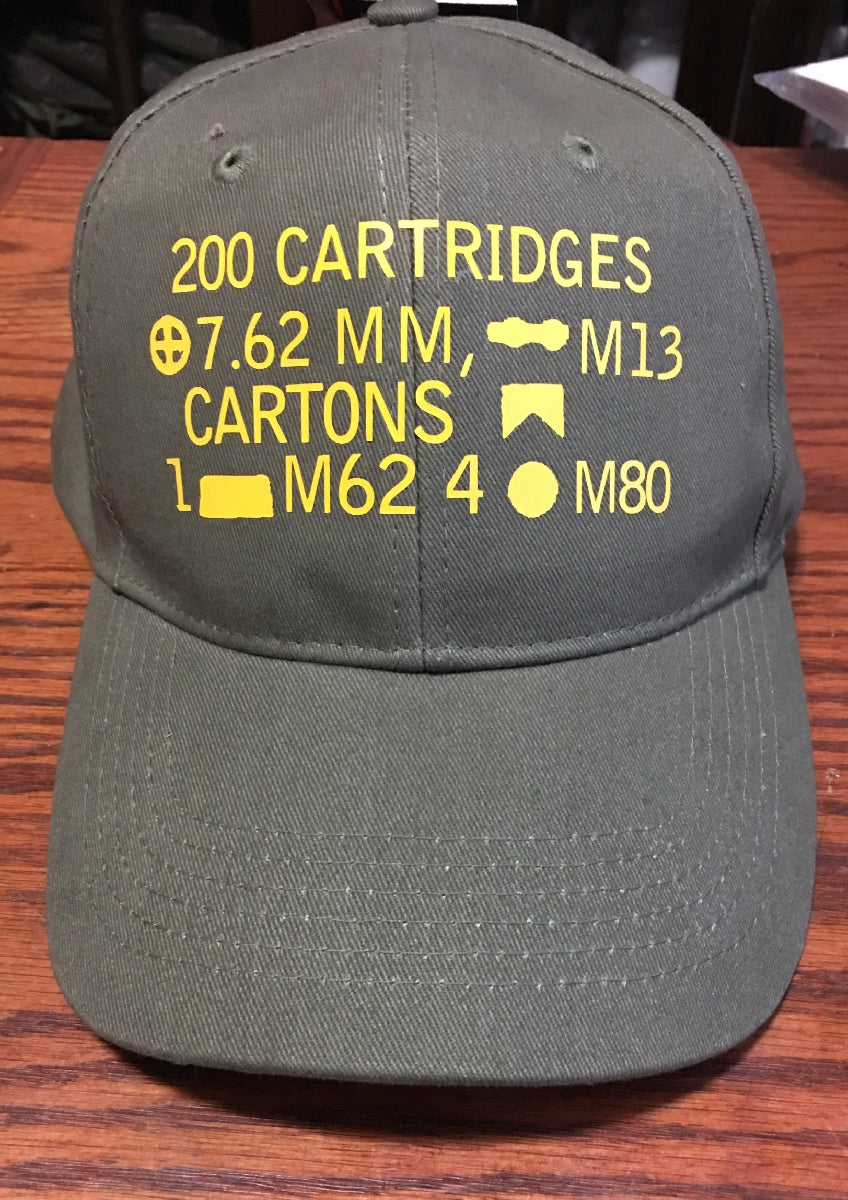 200 CARTRIDGES
7.62 MM, M13
CARTONS
1 M62 4 M80